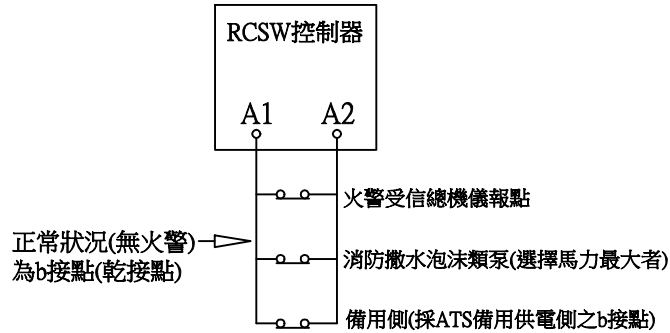 RCSW控制器
A1 A2
火警受信總機儀報點
正常狀況(無火警)
為b接點(乾接點)
消防撒水泡沫類泵(選擇馬力最大者)
備用側(採ATS備用供電側之b接點)